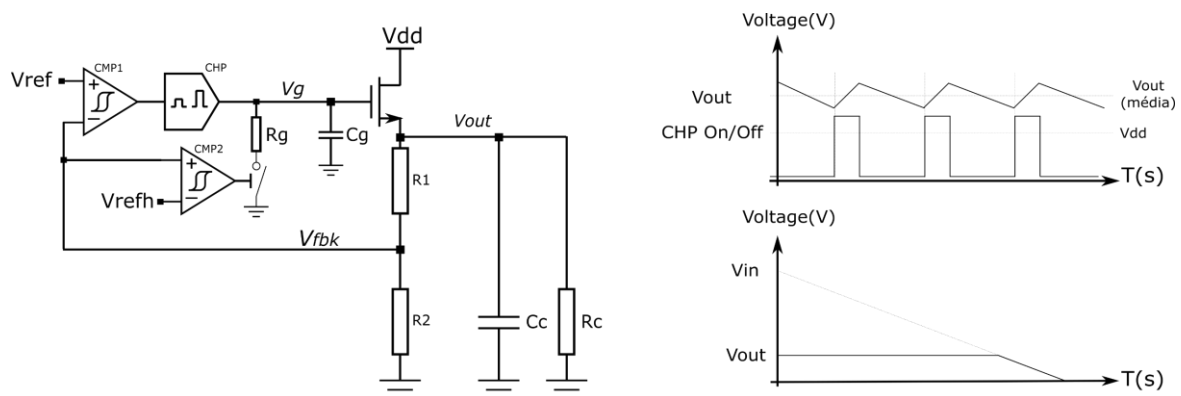 Vdd
CMP1
CHP
Vref
+
−
Vg
Vout
Rg
Cg
CMP2
+
−
R1
Vrefh
Vfbk
R2
Cc
Rc
Voltage(V)
Vout
Vout
(média)
CHP On/Off
Vdd
T(s)
Voltage(V)
Vin
Vout
T(s)